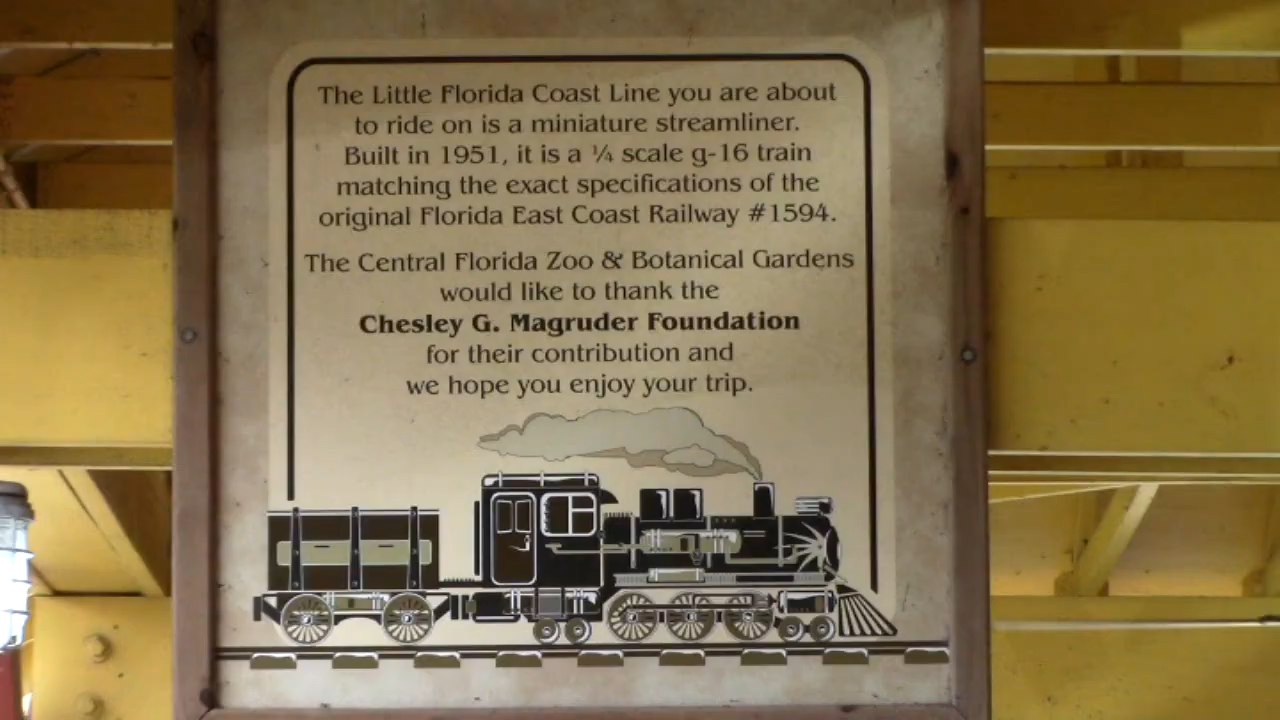 The Little Florida Coast Line you are about
to ride on is a miniature streamliner.
Built in 1951, it is a ¼ scale g-16 train
matching the exact specifications of the
original Florida East Coast Railway #1594.
The Central Florida Zoo & Botanical Gardens
would like to thank the
Chesley G. Magruder Foundation
for their contribution and
we hope you enjoy your trip.